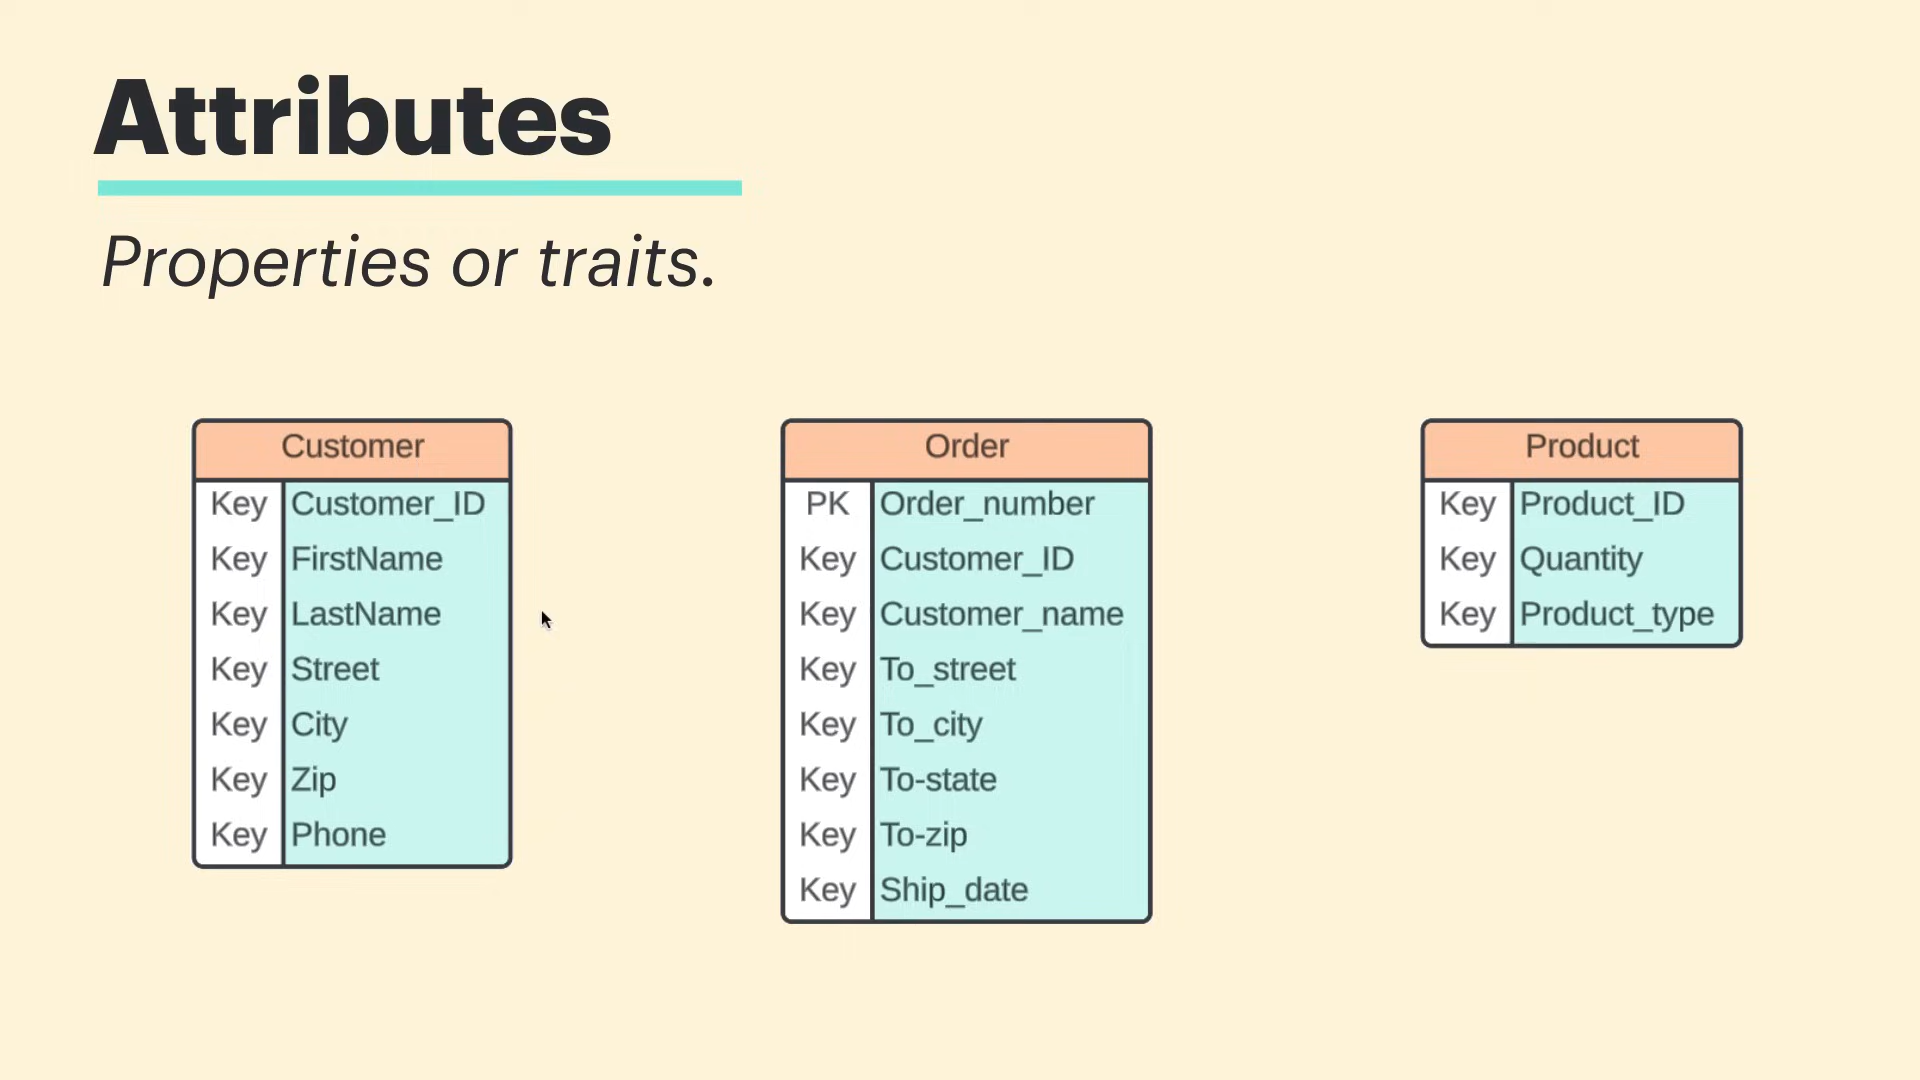 Attributes
Properties or traits.
Customer
Key Customer_ID
Key FirstName
Key LastName
Key Street
Key City
Key Zip
Key Phone
Order
PK Order_number
Key Customer_ID
Key Customer_name
Key To_street
Key To_city
Key To-state
Key To-zip
Key Ship_date
Product
Key Product_ID
Key Quantity
Key Product_type